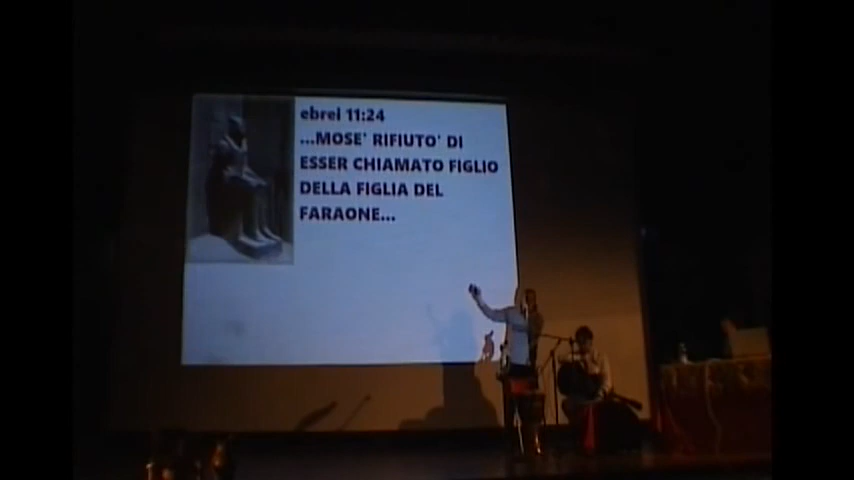 ebrei 11:24
...MOSE' RIFIUTO' DI
ESSER CHIAMATO FIGLIO
DELLA FIGLIA DEL
FARAONE...